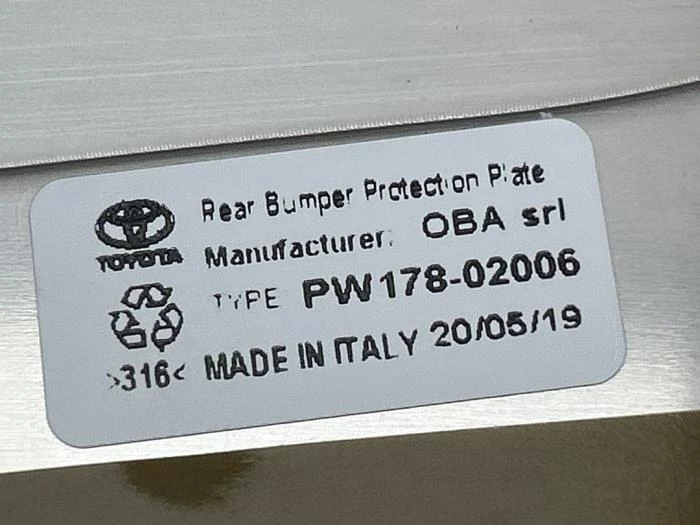 Rear Bumper Protection Plate
Manufacturer: OBA srl
TOYOTA
TYPE PW178-02006
>316< MADE IN ITALY 20/05/19